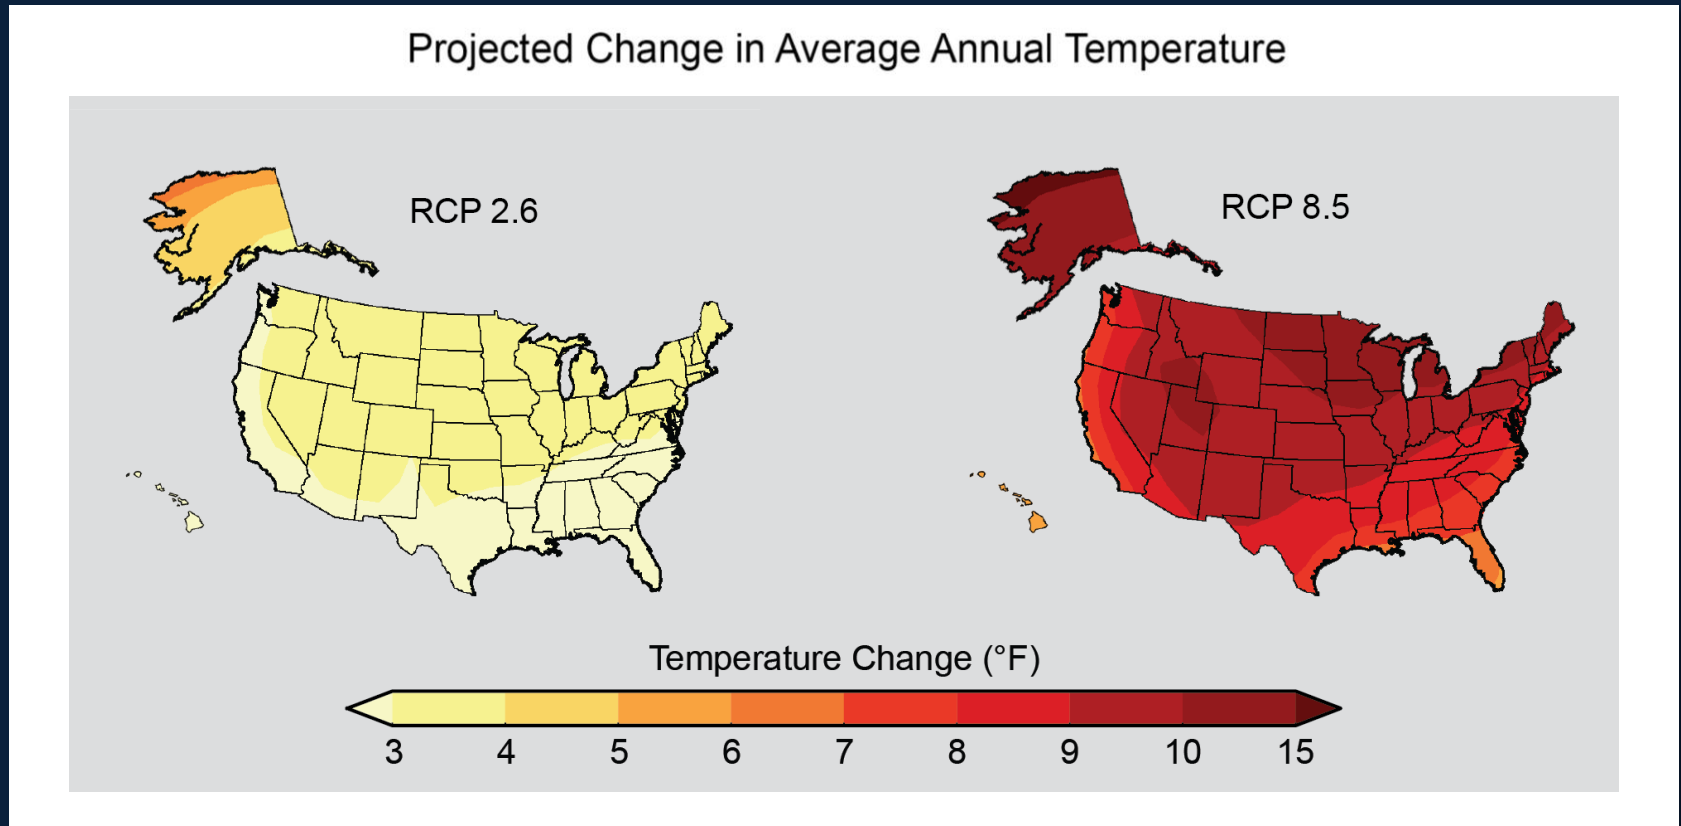 Projected Change in Average Annual Temperature
RCP 2.6
RCP 8.5
Temperature Change (°F)
3 4 5 6 7 8 9 10 15